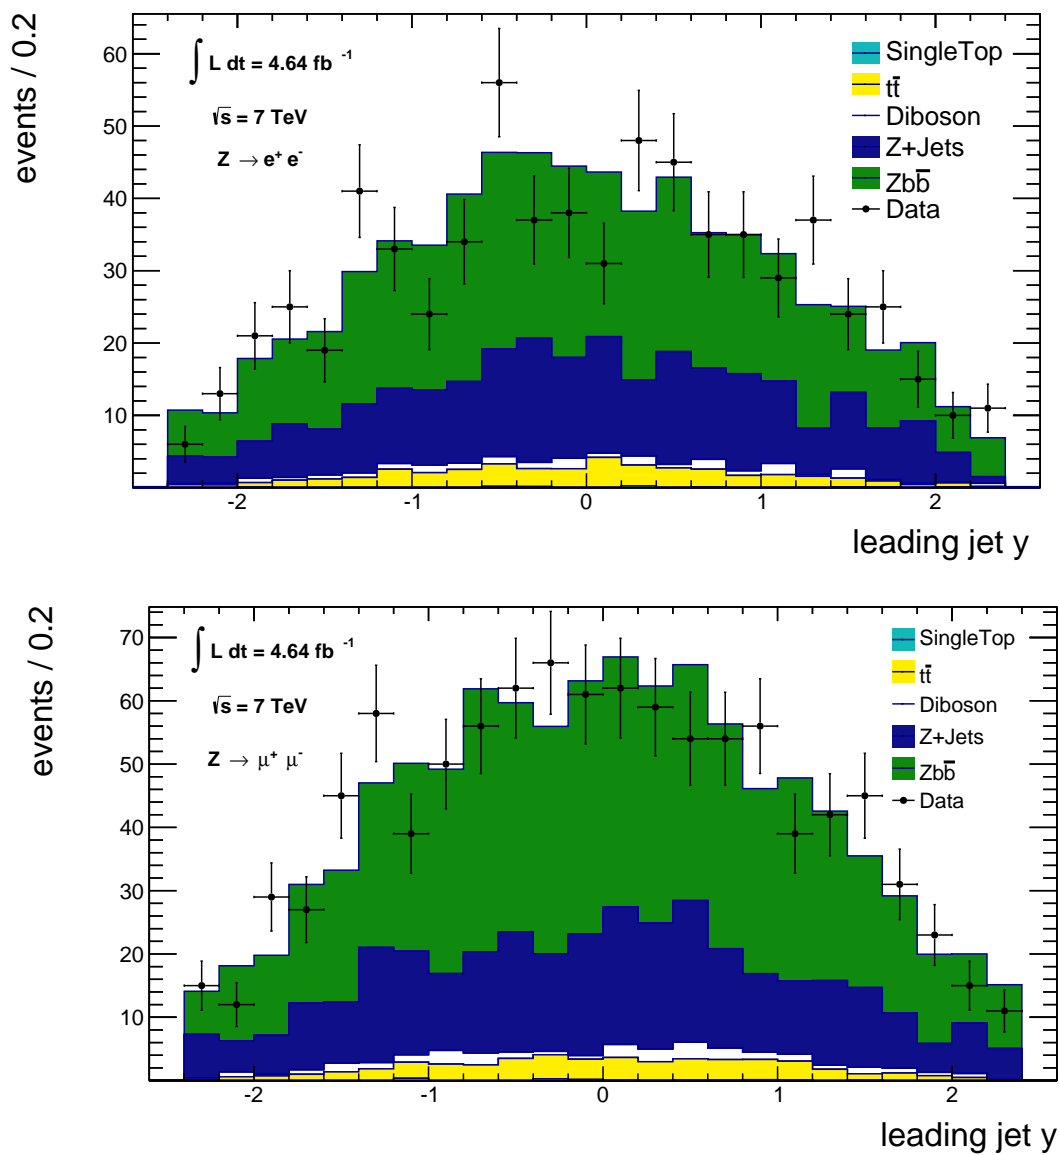 events / 0.2
60
50
40
30
20
10
∫ L dt = 4.64 fb⁻¹
√s = 7 TeV
Z → e⁺ e⁻
SingleTop
tt̅
Diboson
Z+Jets
Zbb̅
Data
-2 -1 0 1 2
leading jet y
events / 0.2
70
60
50
40
30
20
10
∫ L dt = 4.64 fb⁻¹
√s = 7 TeV
Z → μ⁺ μ⁻
SingleTop
tt̅
Diboson
Z+Jets
Zbb̅
Data
-2 -1 0 1 2
leading jet y